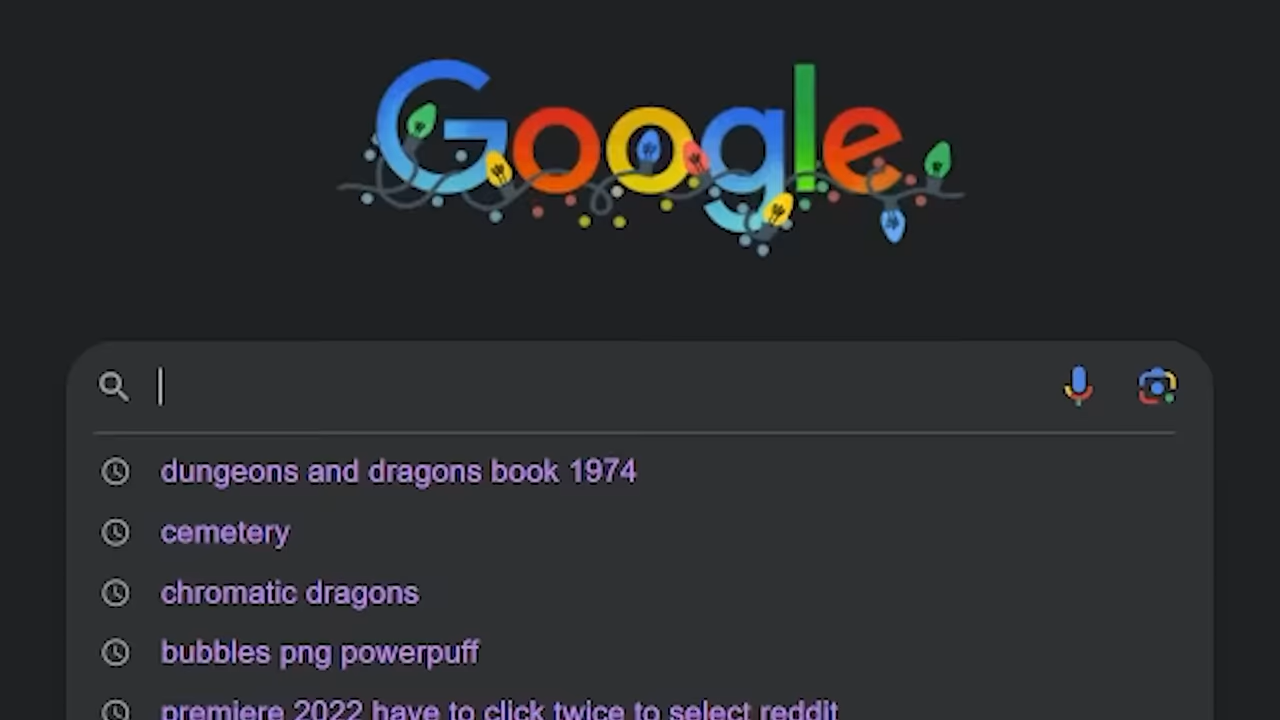 Google
dungeons and dragons book 1974
cemetery
chromatic dragons
bubbles png powerpuff
premiere 2022 have to click twice to select reddit